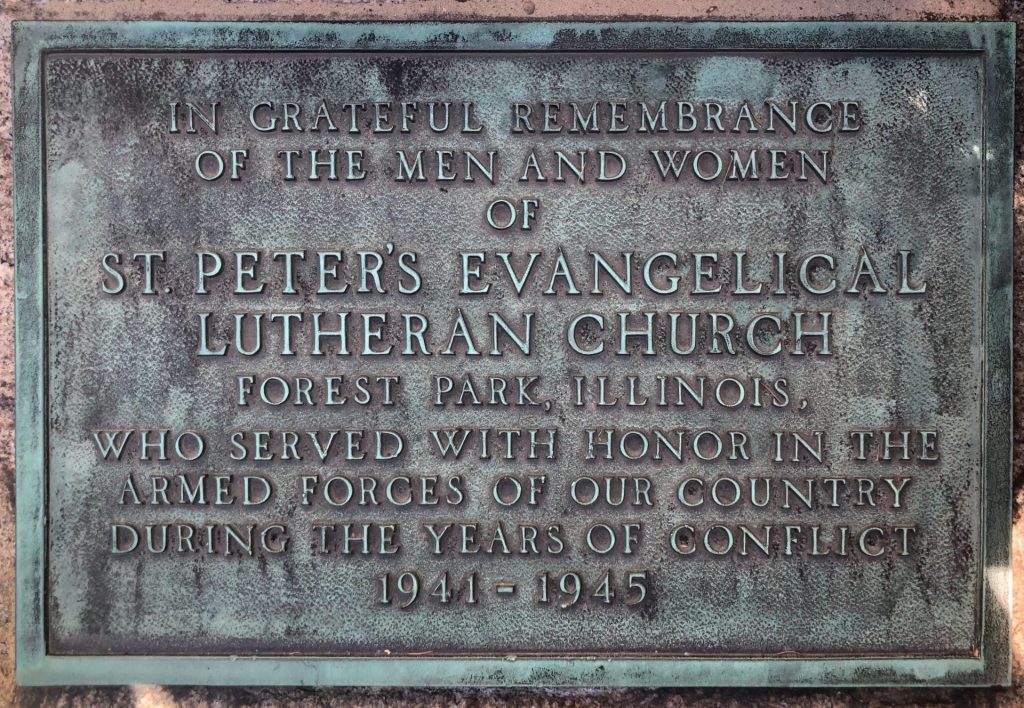 IN GRATEFUL REMEMBRANCE
OF THE MEN AND WOMEN
OF
ST. PETER'S EVANGELICAL
LUTHERAN CHURCH
FOREST PARK, ILLINOIS,
WHO SERVED WITH HONOR IN THE
ARMED FORCES OF OUR COUNTRY
DURING THE YEARS OF CONFLICT
1941-1945